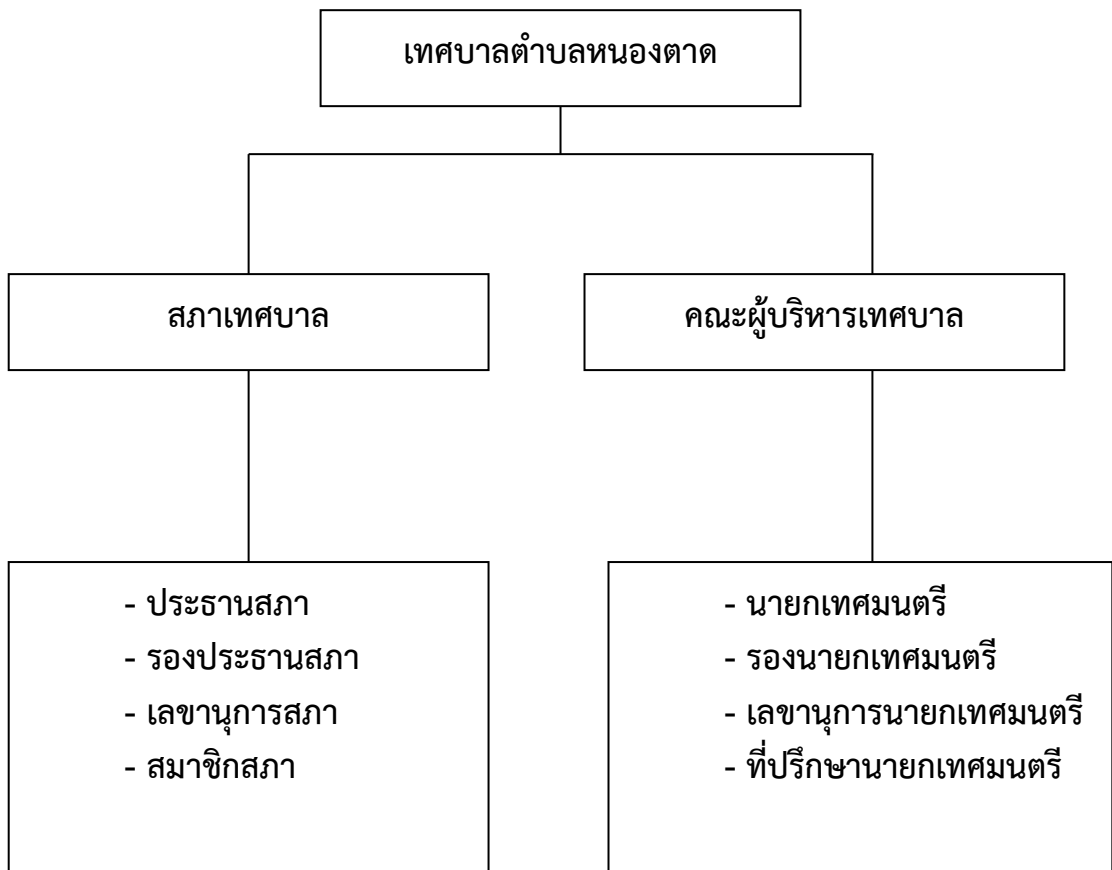 เทศบาลตำบลหนองตาด
สภาเทศบาล
คณะผู้บริหารเทศบาล
- ประธานสภา
- รองประธานสภา
- เลขานุการสภา
- สมาชิกสภา
- นายกเทศมนตรี
- รองนายกเทศมนตรี
- เลขานุการนายกเทศมนตรี
- ที่ปรึกษานายกเทศมนตรี